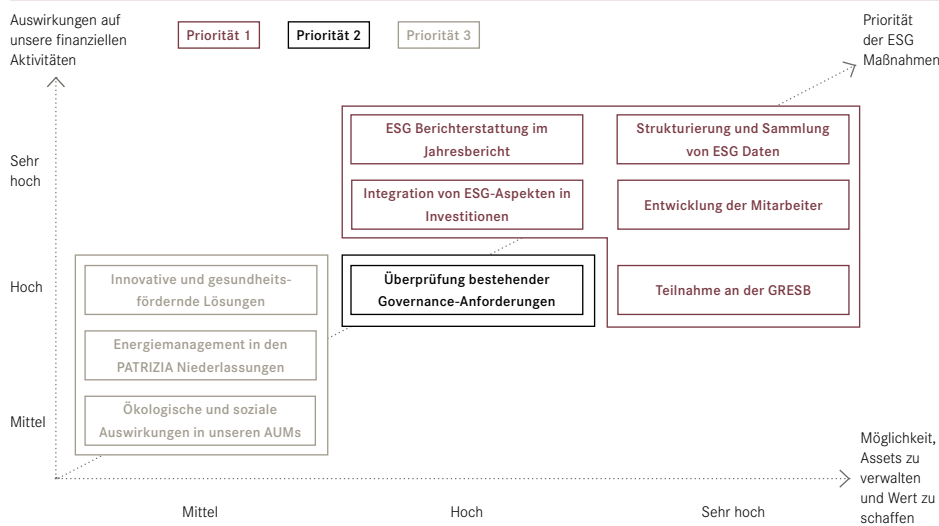 Auswirkungen auf
unsere finanziellen
Aktivitäten
Priorität 1
Priorität 2
Priorität 3
Priorität
der ESG
Maßnahmen
Sehr
hoch
ESG Berichterstattung im
Jahresbericht
Strukturierung und Sammlung
von ESG Daten
Integration von ESG-Aspekten in
Investitionen
Entwicklung der Mitarbeiter
Hoch
Innovative und gesundheits-
fördernde Lösungen
Überprüfung bestehender
Governance-Anforderungen
Teilnahme an der GRESB
Energiemanagement in den
PATRIZIA Niederlassungen
Mittel
Ökologische und soziale
Auswirkungen in unseren AUMs
Möglichkeit,
Assets zu
verwalten
und Wert zu
schaffen
Mittel
Hoch
Sehr hoch